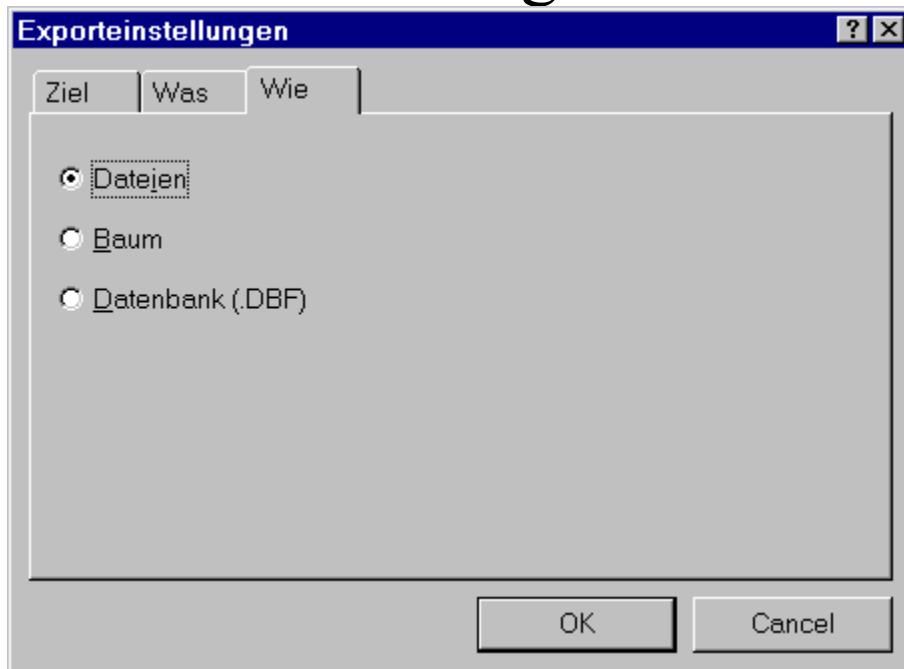 Exporteinstellungen
Ziel Was Wie
Dateien
Baum
Datenbank (.DBF)
OK Cancel